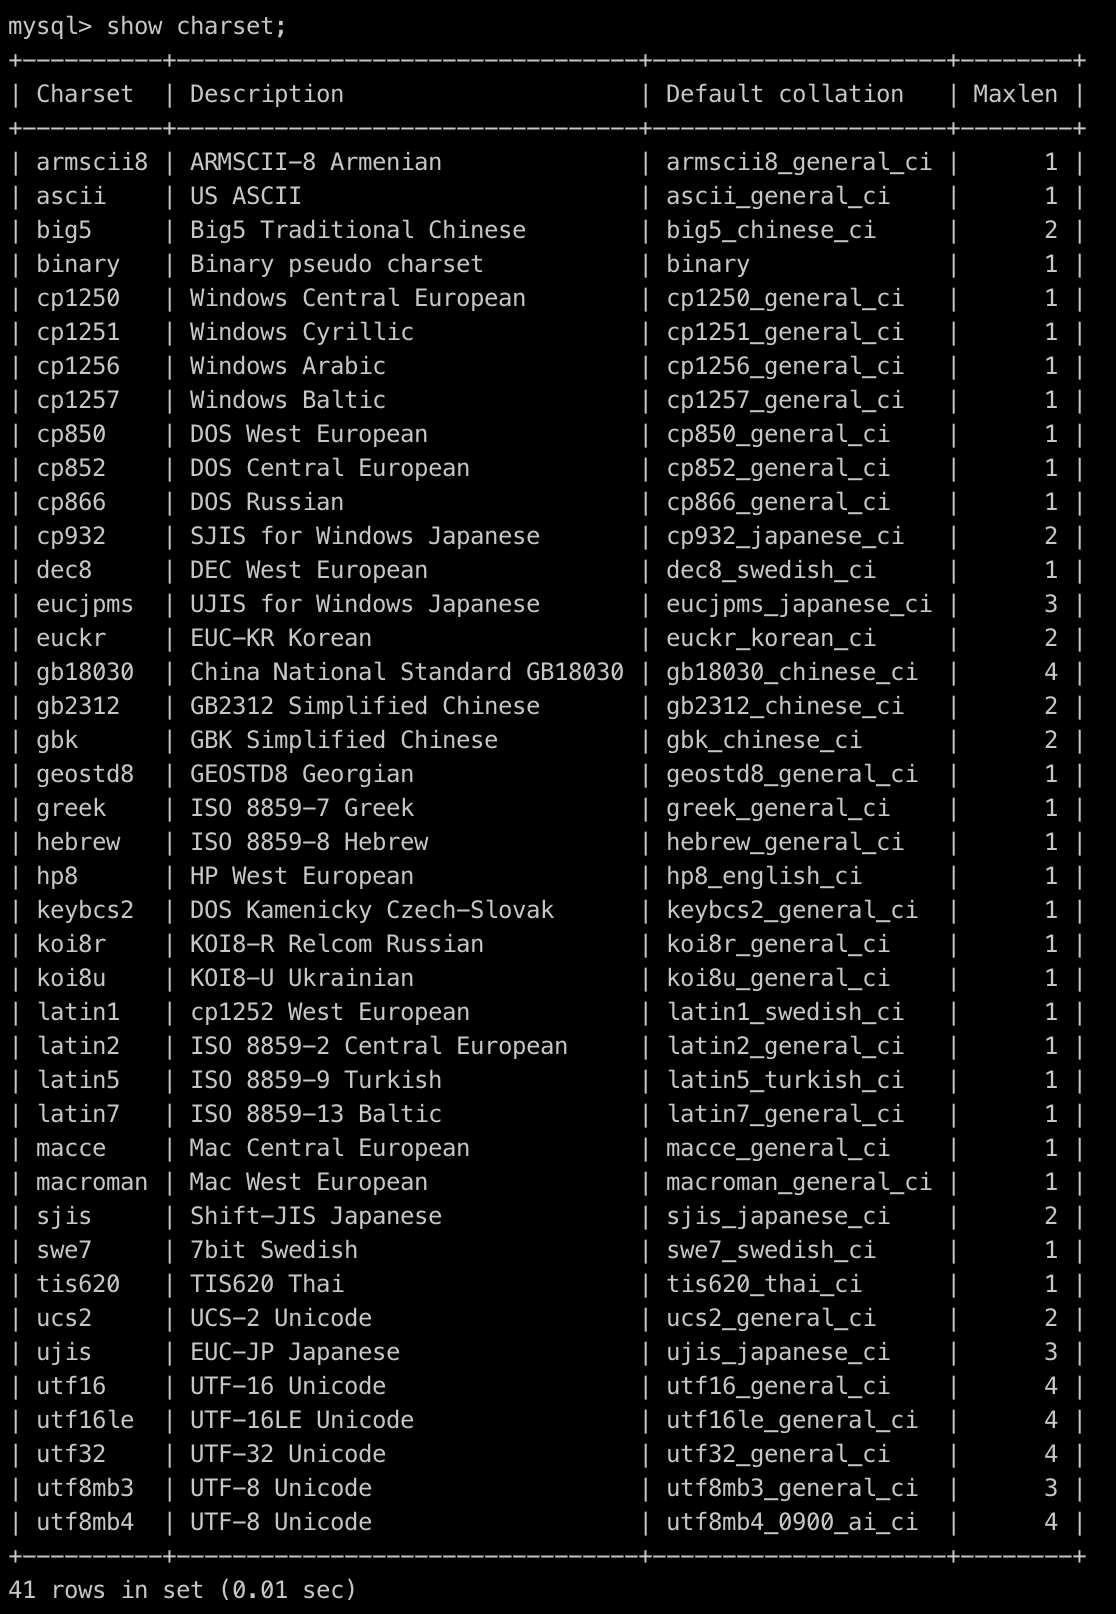 mysql> show charset;
+----------+---------------------------------+---------------------+--------+
| Charset  | Description                     | Default collation   | Maxlen |
+----------+---------------------------------+---------------------+--------+
| armscii8 | ARMSCII-8 Armenian              | armscii8_general_ci |      1 |
| ascii    | US ASCII                        | ascii_general_ci    |      1 |
| big5     | Big5 Traditional Chinese        | big5_chinese_ci     |      2 |
| binary   | Binary pseudo charset           | binary              |      1 |
| cp1250   | Windows Central European        | cp1250_general_ci   |      1 |
| cp1251   | Windows Cyrillic                | cp1251_general_ci   |      1 |
| cp1256   | Windows Arabic                  | cp1256_general_ci   |      1 |
| cp1257   | Windows Baltic                  | cp1257_general_ci   |      1 |
| cp850    | DOS West European               | cp850_general_ci    |      1 |
| cp852    | DOS Central European            | cp852_general_ci    |      1 |
| cp866    | DOS Russian                     | cp866_general_ci    |      1 |
| cp932    | SJIS for Windows Japanese       | cp932_japanese_ci   |      2 |
| dec8     | DEC West European               | dec8_swedish_ci     |      1 |
| eucjpms  | UJIS for Windows Japanese       | eucjpms_japanese_ci |      3 |
| euckr    | EUC-KR Korean                   | euckr_korean_ci     |      2 |
| gb18030  | China National Standard GB18030 | gb18030_chinese_ci  |      4 |
| gb2312   | GB2312 Simplified Chinese       | gb2312_chinese_ci   |      2 |
| gbk      | GBK Simplified Chinese          | gbk_chinese_ci      |      2 |
| geostd8  | GEOSTD8 Georgian                | geostd8_general_ci  |      1 |
| greek    | ISO 8859-7 Greek                | greek_general_ci    |      1 |
| hebrew   | ISO 8859-8 Hebrew               | hebrew_general_ci   |      1 |
| hp8      | HP West European                | hp8_english_ci      |      1 |
| keybcs2  | DOS Kamenicky Czech-Slovak      | keybcs2_general_ci  |      1 |
| koi8r    | KOI8-R Relcom Russian           | koi8r_general_ci    |      1 |
| koi8u    | KOI8-U Ukrainian                | koi8u_general_ci    |      1 |
| latin1   | cp1252 West European            | latin1_swedish_ci   |      1 |
| latin2   | ISO 8859-2 Central European     | latin2_general_ci   |      1 |
| latin5   | ISO 8859-9 Turkish              | latin5_turkish_ci   |      1 |
| latin7   | ISO 8859-13 Baltic              | latin7_general_ci   |      1 |
| macce    | Mac Central European            | macce_general_ci    |      1 |
| macroman | Mac West European               | macroman_general_ci |      1 |
| sjis     | Shift-JIS Japanese              | sjis_japanese_ci    |      2 |
| swe7     | 7bit Swedish                    | swe7_swedish_ci     |      1 |
| tis620   | TIS620 Thai                     | tis620_thai_ci      |      1 |
| ucs2     | UCS-2 Unicode                   | ucs2_general_ci     |      2 |
| ujis     | EUC-JP Japanese                 | ujis_japanese_ci    |      3 |
| utf16    | UTF-16 Unicode                  | utf16_general_ci    |      4 |
| utf16le  | UTF-16LE Unicode                | utf16le_general_ci  |      4 |
| utf32    | UTF-32 Unicode                  | utf32_general_ci    |      4 |
| utf8mb3  | UTF-8 Unicode                   | utf8mb3_general_ci  |      3 |
| utf8mb4  | UTF-8 Unicode                   | utf8mb4_0900_ai_ci  |      4 |
+----------+---------------------------------+---------------------+--------+
41 rows in set (0.01 sec)